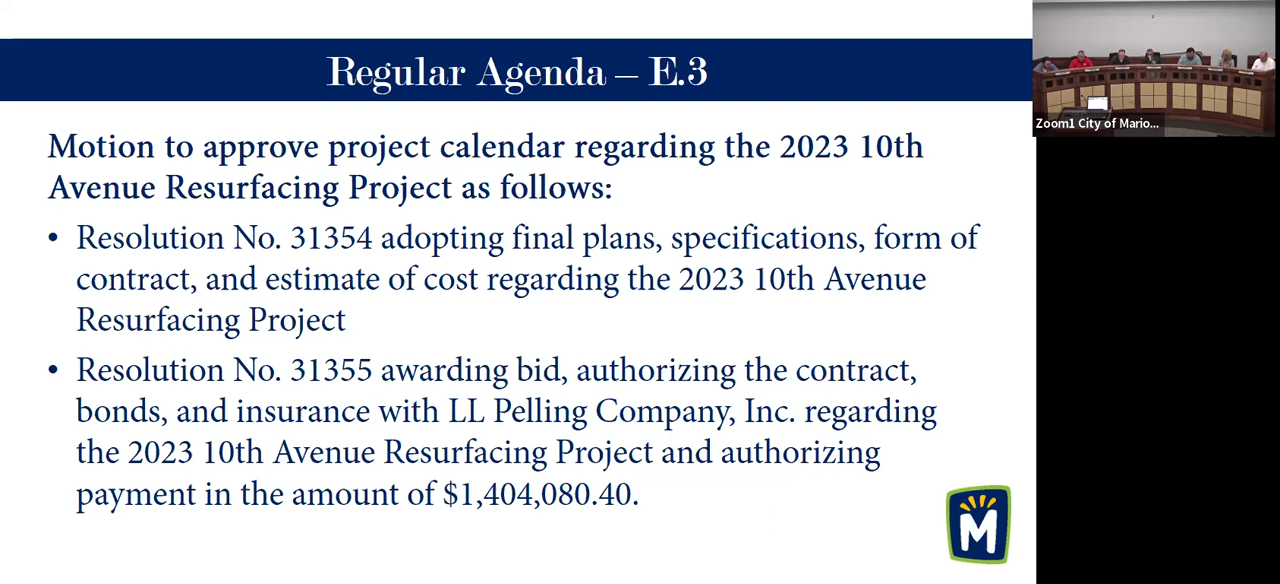 Regular Agenda – E.3
Zoom1 City of Mario...
Motion to approve project calendar regarding the 2023 10th
Avenue Resurfacing Project as follows:
• Resolution No. 31354 adopting final plans, specifications, form of
contract, and estimate of cost regarding the 2023 10th Avenue
Resurfacing Project
• Resolution No. 31355 awarding bid, authorizing the contract,
bonds, and insurance with LL Pelling Company, Inc. regarding
the 2023 10th Avenue Resurfacing Project and authorizing
payment in the amount of $1,404,080.40.
M